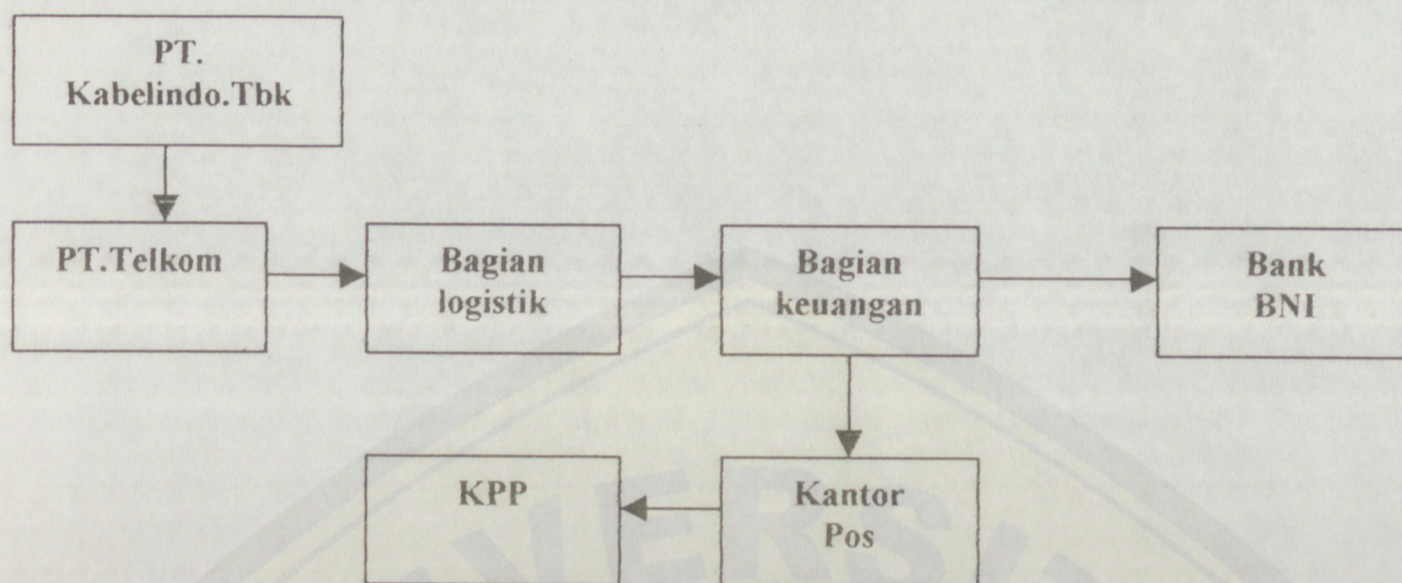 PT.
Kabelindo.Tbk
PT.Telkom
Bagian
logistik
Bagian
keuangan
Bank
BNI
KPP
Kantor
Pos